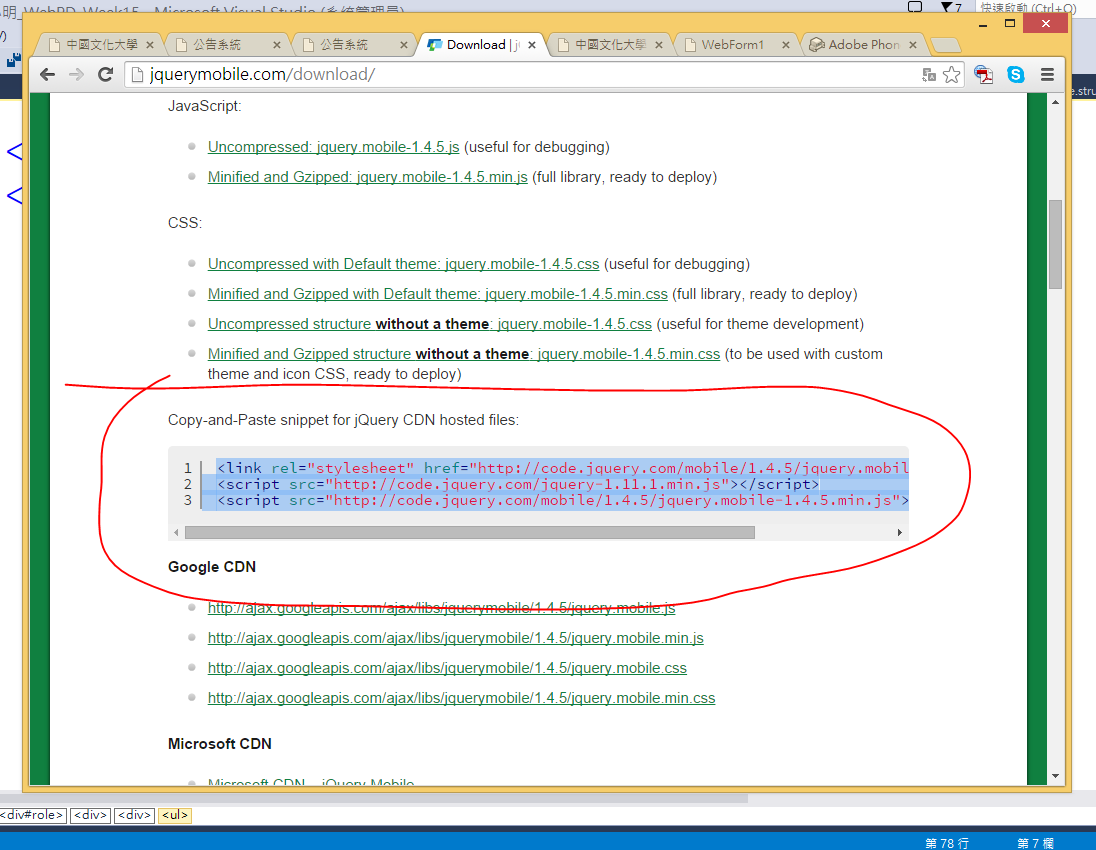 明_WebPD_Week15 - Microsoft Visual Studio (系統管理員)
7
快速啟動 (Ctrl+Q)
中國文化大學
公告系統
公告系統
Download | j
中國文化大學
WebForm1
Adobe Phon
jquerymobile.com/download/
e.stru
JavaScript:
Uncompressed: jquery.mobile-1.4.5.js (useful for debugging)
Minified and Gzipped: jquery.mobile-1.4.5.min.js (full library, ready to deploy)
CSS:
Uncompressed with Default theme: jquery.mobile-1.4.5.css (useful for debugging)
Minified and Gzipped with Default theme: jquery.mobile-1.4.5.min.css (full library, ready to deploy)
Uncompressed structure without a theme: jquery.mobile-1.4.5.css (useful for theme development)
Minified and Gzipped structure without a theme: jquery.mobile-1.4.5.min.css (to be used with custom
theme and icon CSS, ready to deploy)
Copy-and-Paste snippet for jQuery CDN hosted files:
1 <link rel="stylesheet" href="http://code.jquery.com/mobile/1.4.5/jquery.mobil
2 <script src="http://code.jquery.com/jquery-1.11.1.min.js"></script>
3 <script src="http://code.jquery.com/mobile/1.4.5/jquery.mobile-1.4.5.min.js">
Google CDN
http://ajax.googleapis.com/ajax/libs/jquerymobile/1.4.5/jquery.mobile.js
http://ajax.googleapis.com/ajax/libs/jquerymobile/1.4.5/jquery.mobile.min.js
http://ajax.googleapis.com/ajax/libs/jquerymobile/1.4.5/jquery.mobile.css
http://ajax.googleapis.com/ajax/libs/jquerymobile/1.4.5/jquery.mobile.min.css
Microsoft CDN
Microsoft CDN – jQuery Mobile
<div#role> <div> <div> <ul>
第 78 行 第 7 欄